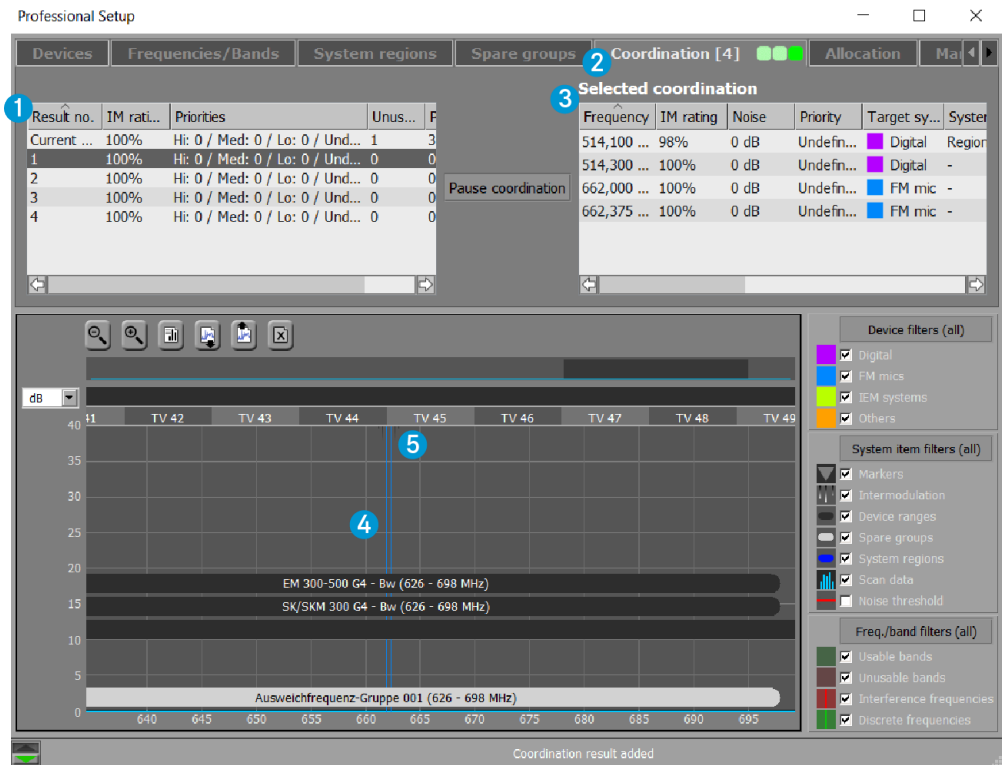 Professional Setup
Devices Frequencies/Bands System regions Spare groups Coordination [4] Allocation Mar
2
Selected coordination
1 3
Result no. IM rati... Priorities Unus... F
Current ... 100% Hi: 0 / Med: 0 / Lo: 0 / Und... 1 3
1 100% Hi: 0 / Med: 0 / Lo: 0 / Und... 0 0
2 100% Hi: 0 / Med: 0 / Lo: 0 / Und... 0 0
3 100% Hi: 0 / Med: 0 / Lo: 0 / Und... 0 0
4 100% Hi: 0 / Med: 0 / Lo: 0 / Und... 0 0
Pause coordination
Frequency IM rating Noise Priority Target sy... System
514,100 ... 98% 0 dB Undefin... Digital Region
514,300 ... 100% 0 dB Undefin... Digital -
662,000 ... 100% 0 dB Undefin... FM mic -
662,375 ... 100% 0 dB Undefin... FM mic -
dB
41 TV 42 TV 43 TV 44 TV 45 TV 46 TV 47 TV 48 TV 49
40
5
35
30
4
25
20
EM 300-500 G4 - Bw (626 - 698 MHz)
15 SK/SKM 300 G4 - Bw (626 - 698 MHz)
10
5
Ausweichfrequenz-Gruppe 001 (626 - 698 MHz)
0
640 645 650 655 660 665 670 675 680 685 690 695
Device filters (all)
Digital
FM mics
IEM systems
Others
System item filters (all)
Markers
Intermodulation
Device ranges
Spare groups
System regions
Scan data
Noise threshold
Freq./band filters (all)
Usable bands
Unusable bands
Interference frequencies
Discrete frequencies
Coordination result added